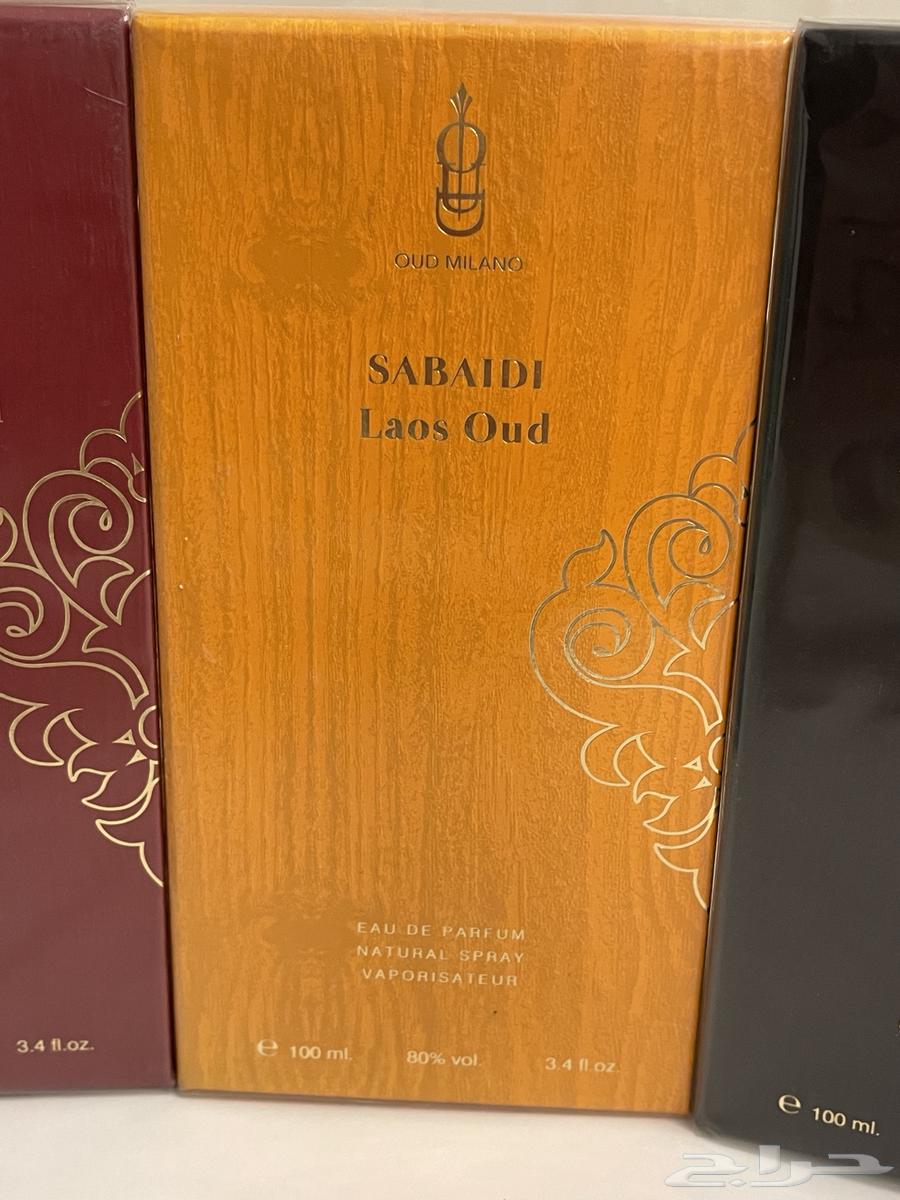 OUD
OUD MILANO
SABAIDI
Laos Oud
EAU DE PARFUM
NATURAL SPRAY
VAPORISATEUR
3.4 fl.oz.
℮ 100 ml. 80% vol. 3.4 fl.oz.
℮ 100 ml.
حراج